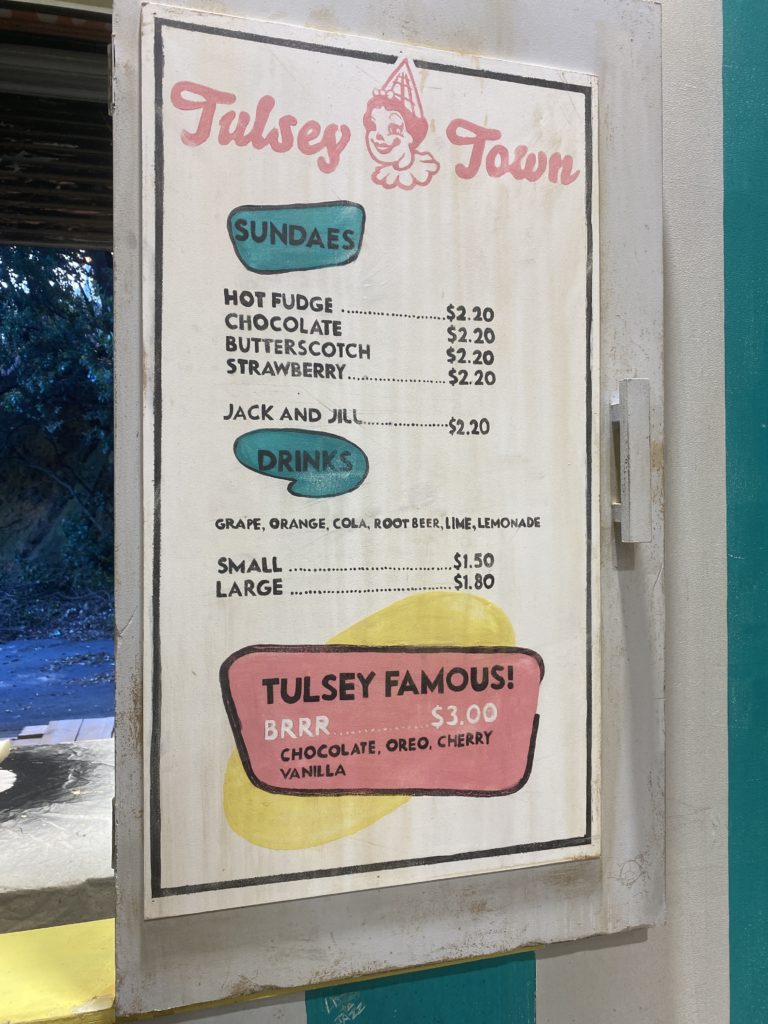 Tulsey Town
SUNDAES
HOT FUDGE ..................... $2.20
CHOCOLATE $2.20
BUTTERSCOTCH $2.20
STRAWBERRY .................... $2.20
JACK AND JILL ................. $2.20
DRINKS
GRAPE, ORANGE, COLA, ROOT BEER, LIME, LEMONADE
SMALL ................................ $1.50
LARGE ................................ $1.80
TULSEY FAMOUS!
BRRR .................... $3.00
CHOCOLATE, OREO, CHERRY
VANILLA